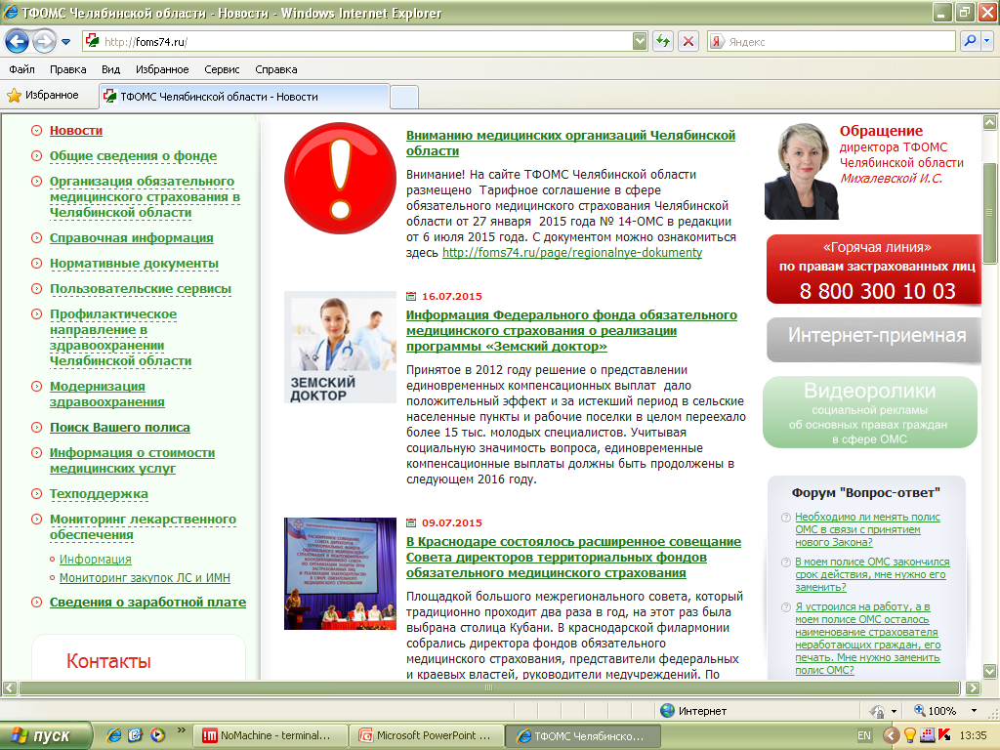 ТФОМС Челябинской области - Новости - Windows Internet Explorer
http://foms74.ru/
Яндекс
Файл Правка Вид Избранное Сервис Справка
Избранное
ТФОМС Челябинской области - Новости
Новости
Общие сведения о фонде
Организация обязательного
медицинского страхования в
Челябинской области
Справочная информация
Нормативные документы
Пользовательские сервисы
Профилактическое
направление в
здравоохранении
Челябинской области
Модернизация
здравоохранения
Поиск Вашего полиса
Информация о стоимости
медицинских услуг
Техподдержка
Мониторинг лекарственного
обеспечения
Информация
Мониторинг закупок ЛС и ИМН
Сведения о заработной плате
Контакты
Вниманию медицинских организаций Челябинской
области
Внимание! На сайте ТФОМС Челябинской области
размещено Тарифное соглашение в сфере
обязательного медицинского страхования Челябинской
области от 27 января 2015 года № 14-ОМС в редакции
от 6 июля 2015 года. С документом можно ознакомиться
здесь http://foms74.ru/page/regionalnye-dokumenty
ЗЕМСКИЙ
ДОКТОР
16.07.2015
Информация Федерального фонда обязательного
медицинского страхования о реализации
программы «Земский доктор»
Принятое в 2012 году решение о представлении
единовременных компенсационных выплат дало
положительный эффект и за истекший период в сельские
населенные пункты и рабочие поселки в целом переехало
более 15 тыс. молодых специалистов. Учитывая
социальную значимость вопроса, единовременные
компенсационные выплаты должны быть продолжены в
следующем 2016 году.
09.07.2015
В Краснодаре состоялось расширенное совещание
Совета директоров территориальных фондов
обязательного медицинского страхования
Площадкой большого межрегионального совета, который
традиционно проходит два раза в год, на этот раз была
выбрана столица Кубани. В краснодарской филармонии
собрались директора фондов обязательного
медицинского страхования, представители федеральных
и краевых властей, руководители медучреждений. По
Обращение
директора ТФОМС
Челябинской области
Михалевской И.С.
«Горячая линия»
по правам застрахованных лиц
8 800 300 10 03
Интернет-приемная
Видеоролики
социальной рекламы
об основных правах граждан
в сфере ОМС
Форум "Вопрос-ответ"
Необходимо ли менять полис
ОМС в связи с принятием
нового Закона?
В моем полисе ОМС закончился
срок действия, мне нужно его
заменить?
Я устроился на работу, а в
моем полисе ОМС осталось
наименование страхователя
неработающих граждан, его
печать. Мне нужно заменить
полис ОМС?
Интернет
100%
пуск
NoMachine - terminal...
Microsoft PowerPoint ...
ТФОМС Челябинско...
EN
13:35